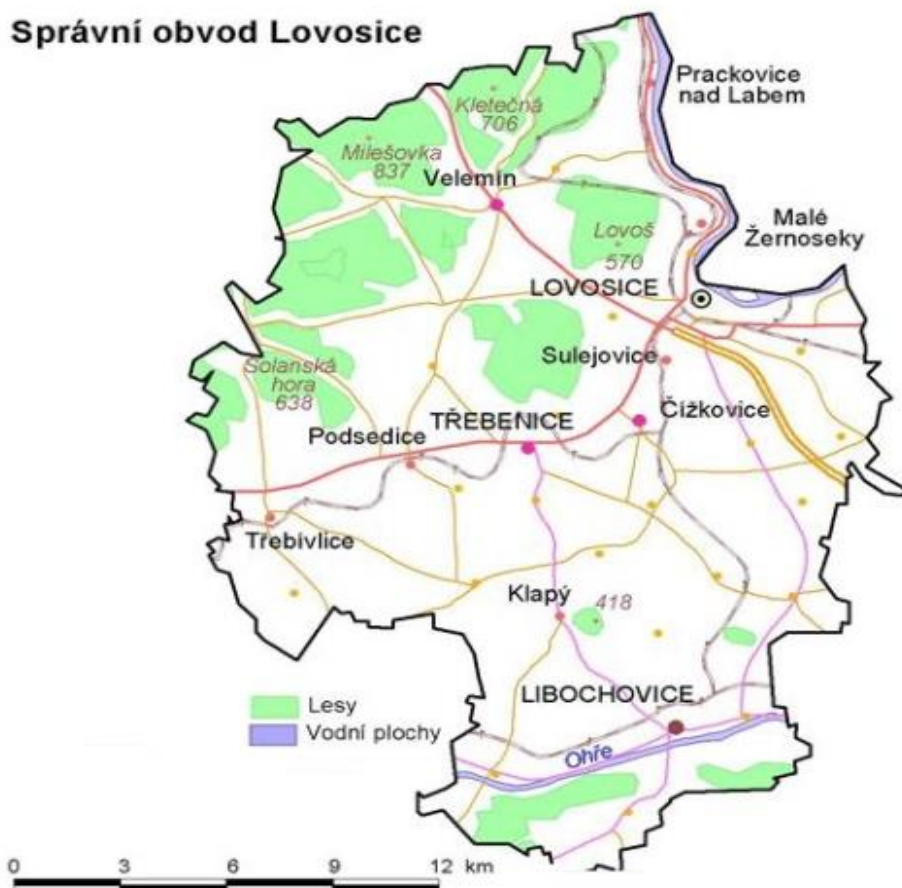 Správní obvod Lovosice
Prackovice
nad Labem
Kletečná
706
Milešovka
837
Velemín
Malé
Žernoseky
Lovoš
570
LOVOSICE
Sulejovice
Solanská
hora
638
Čížkovice
TŘEBENICE
Podsedice
Třebívlice
Klapý
418
LIBOCHOVICE
Lesy
Vodní plochy
Ohře
0 3 6 9 12 km